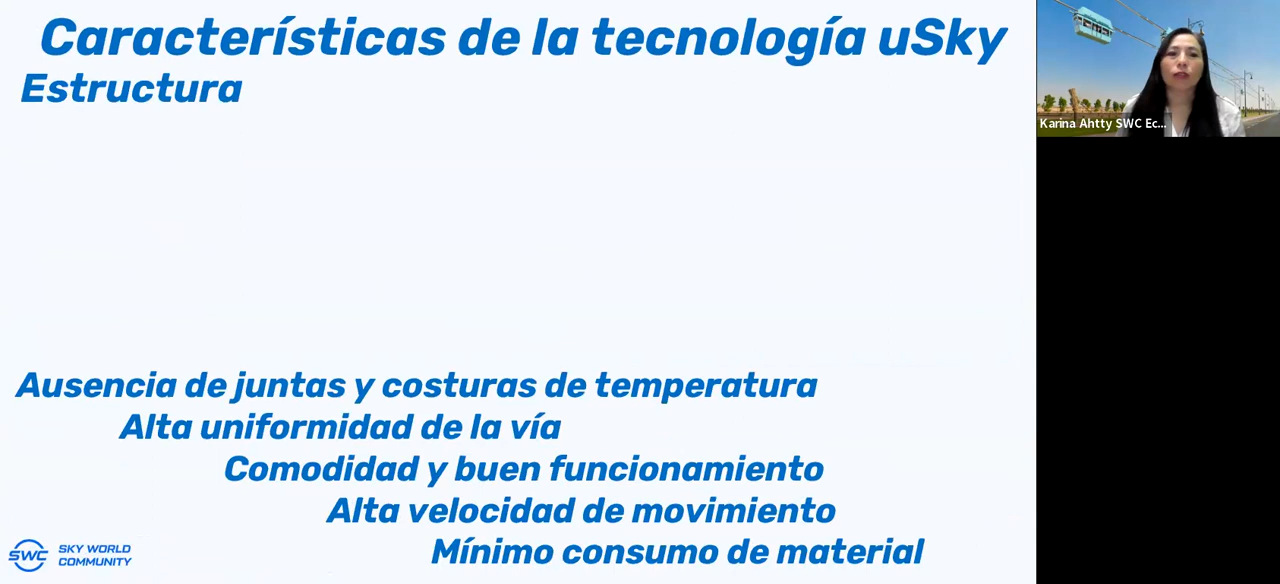 Características de la tecnología uSky
Estructura
Karina Ahtty SWC Ec...
Ausencia de juntas y costuras de temperatura
Alta uniformidad de la vía
Comodidad y buen funcionamiento
Alta velocidad de movimiento
Mínimo consumo de material
SWC
SKY WORLD
COMMUNITY